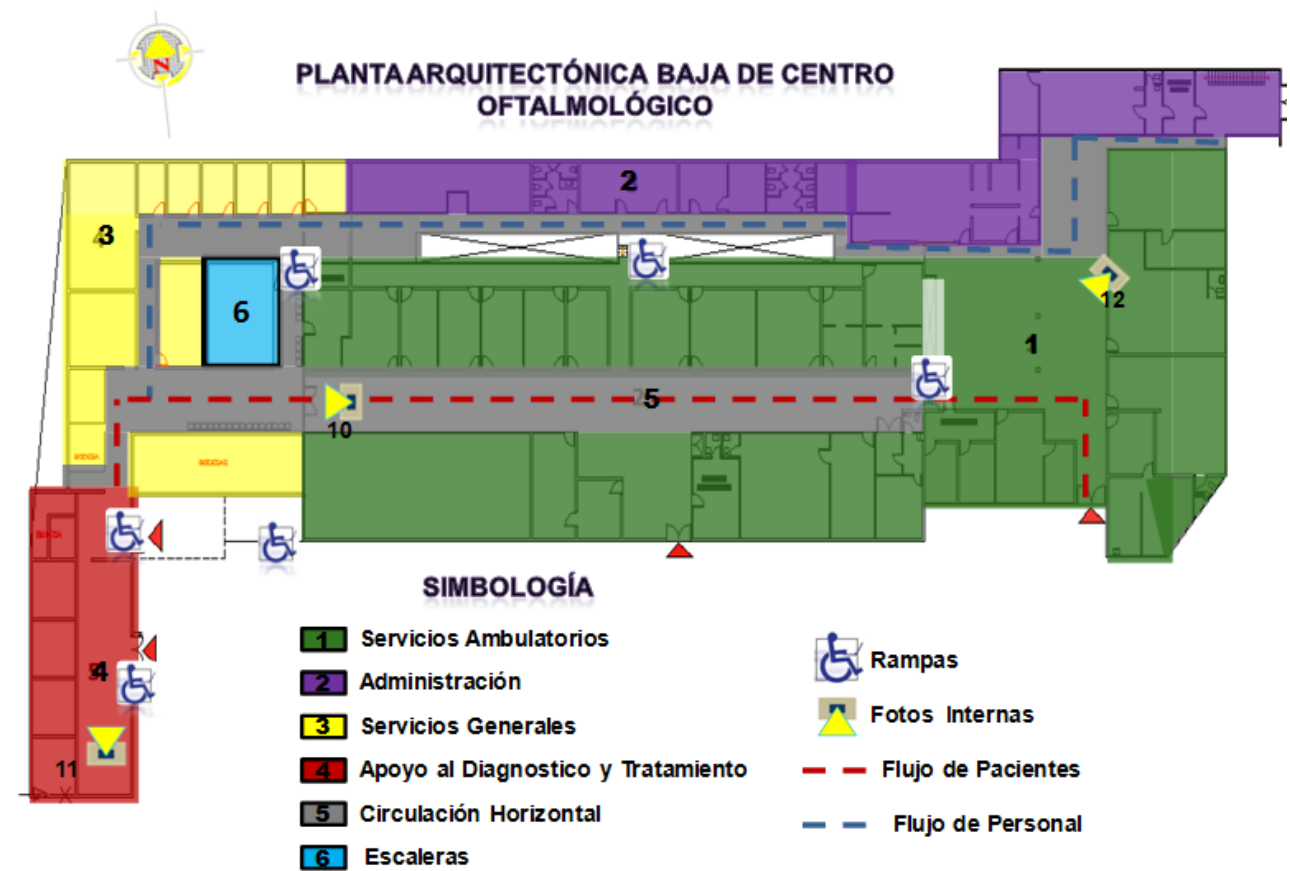 N
PLANTA ARQUITECTÓNICA BAJA DE CENTRO
OFTALMOLÓGICO
2
3
12
6
1
5
10
BODEGA
BODEGAS
4
11
SIMBOLOGÍA
1 Servicios Ambulatorios
2 Administración
3 Servicios Generales
4 Apoyo al Diagnostico y Tratamiento
5 Circulación Horizontal
6 Escaleras
Rampas
Fotos Internas
Flujo de Pacientes
Flujo de Personal